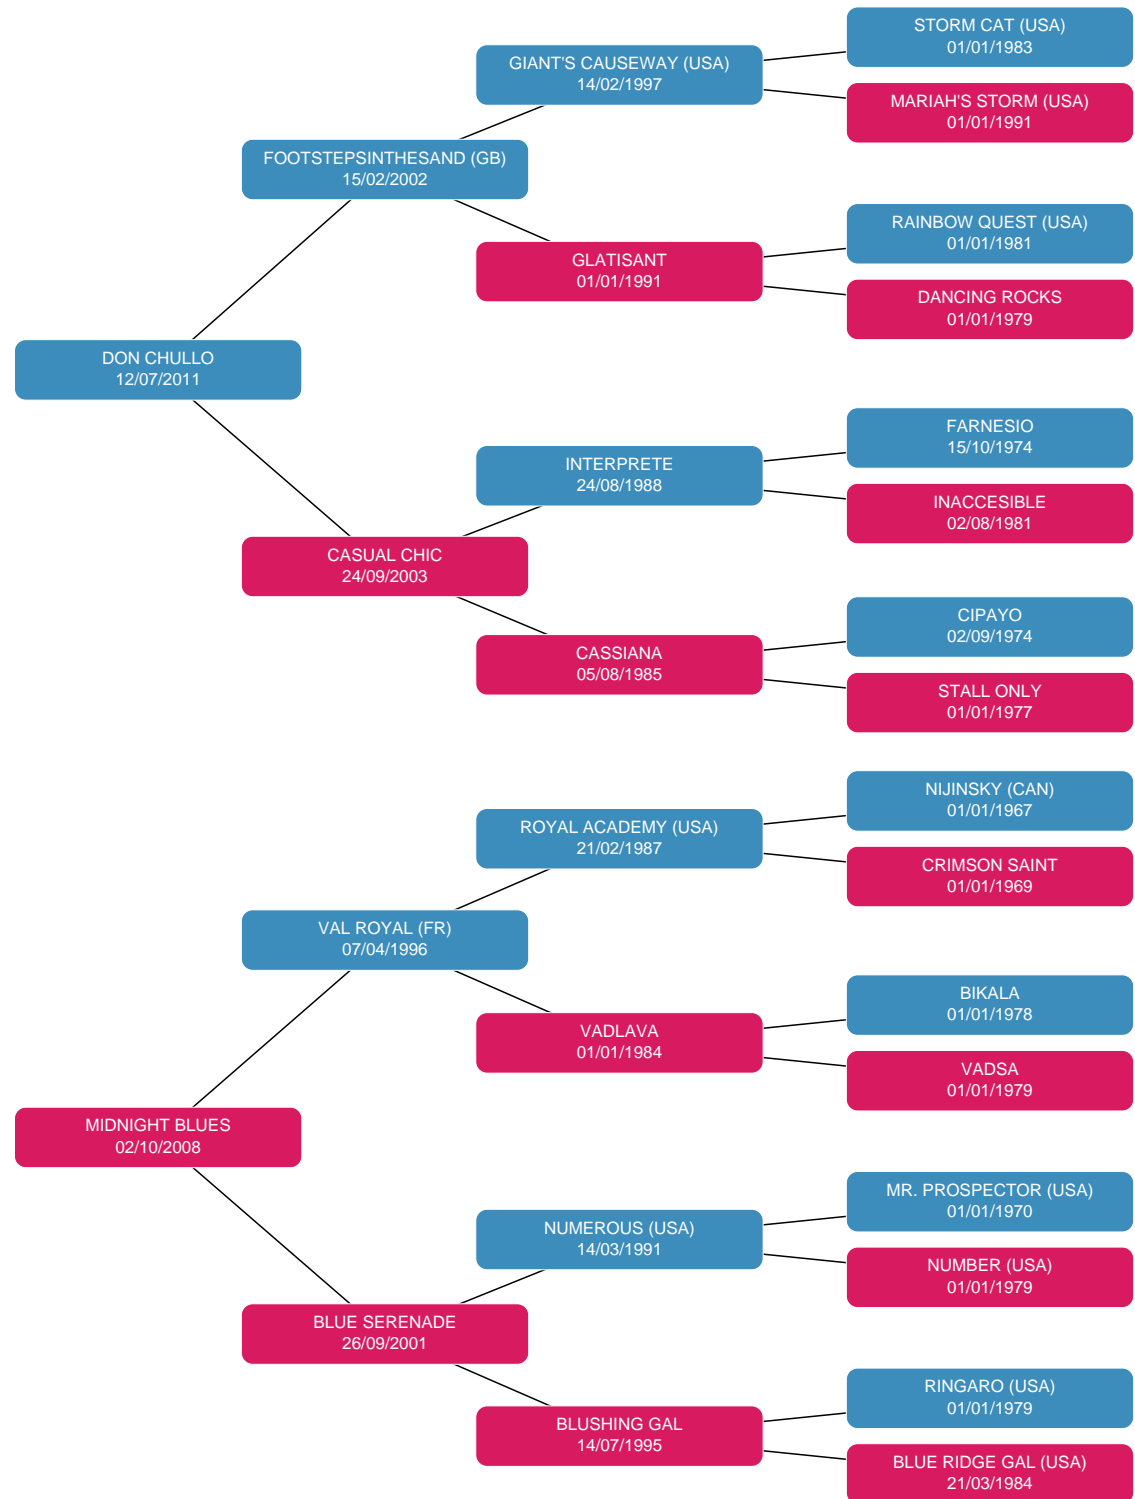 STORM CAT (USA)
01/01/1983
GIANT'S CAUSEWAY (USA)
14/02/1997
MARIAH'S STORM (USA)
01/01/1991
FOOTSTEPSINTHESAND (GB)
15/02/2002
RAINBOW QUEST (USA)
01/01/1981
GLATISANT
01/01/1991
DANCING ROCKS
01/01/1979
DON CHULLO
12/07/2011
FARNESIO
15/10/1974
INTERPRETE
24/08/1988
INACCESIBLE
02/08/1981
CASUAL CHIC
24/09/2003
CIPAYO
02/09/1974
CASSIANA
05/08/1985
STALL ONLY
01/01/1977
NIJINSKY (CAN)
01/01/1967
ROYAL ACADEMY (USA)
21/02/1987
CRIMSON SAINT
01/01/1969
VAL ROYAL (FR)
07/04/1996
BIKALA
01/01/1978
VADLAVA
01/01/1984
VADSA
01/01/1979
MIDNIGHT BLUES
02/10/2008
MR. PROSPECTOR (USA)
01/01/1970
NUMEROUS (USA)
14/03/1991
NUMBER (USA)
01/01/1979
BLUE SERENADE
26/09/2001
RINGARO (USA)
01/01/1979
BLUSHING GAL
14/07/1995
BLUE RIDGE GAL (USA)
21/03/1984